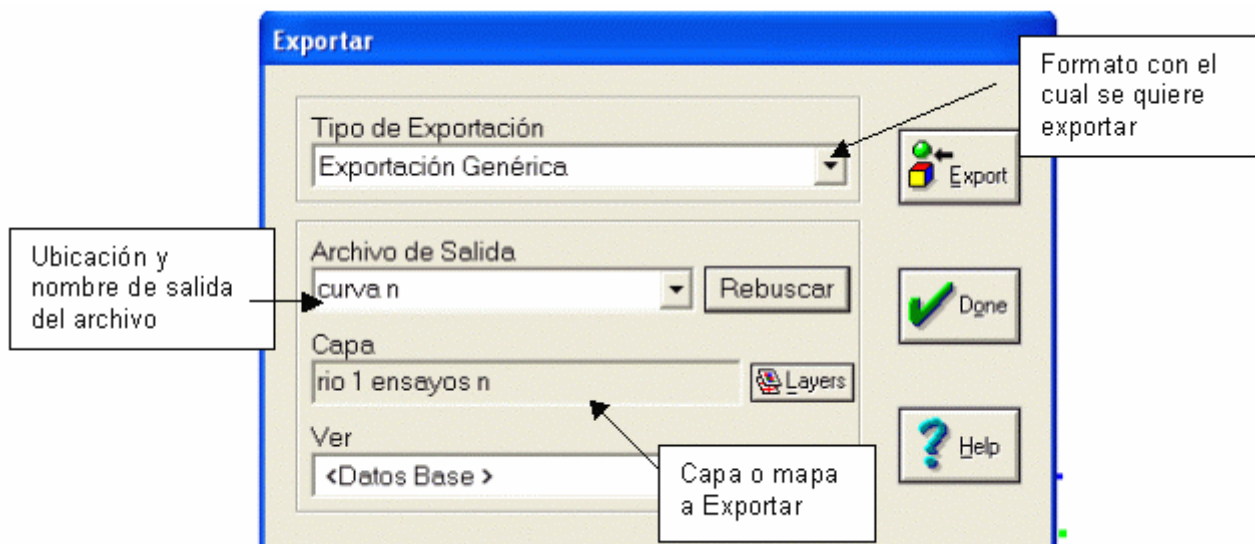 Exportar
Formato con el
cual se quiere
exportar
Tipo de Exportación
Exportación Genérica
Export
Ubicación y
nombre de salida
del archivo
Archivo de Salida
curva n
Rebuscar
Done
Capa
rio 1 ensayos n
Layers
Ver
<Datos Base >
Capa o mapa
a Exportar
Help